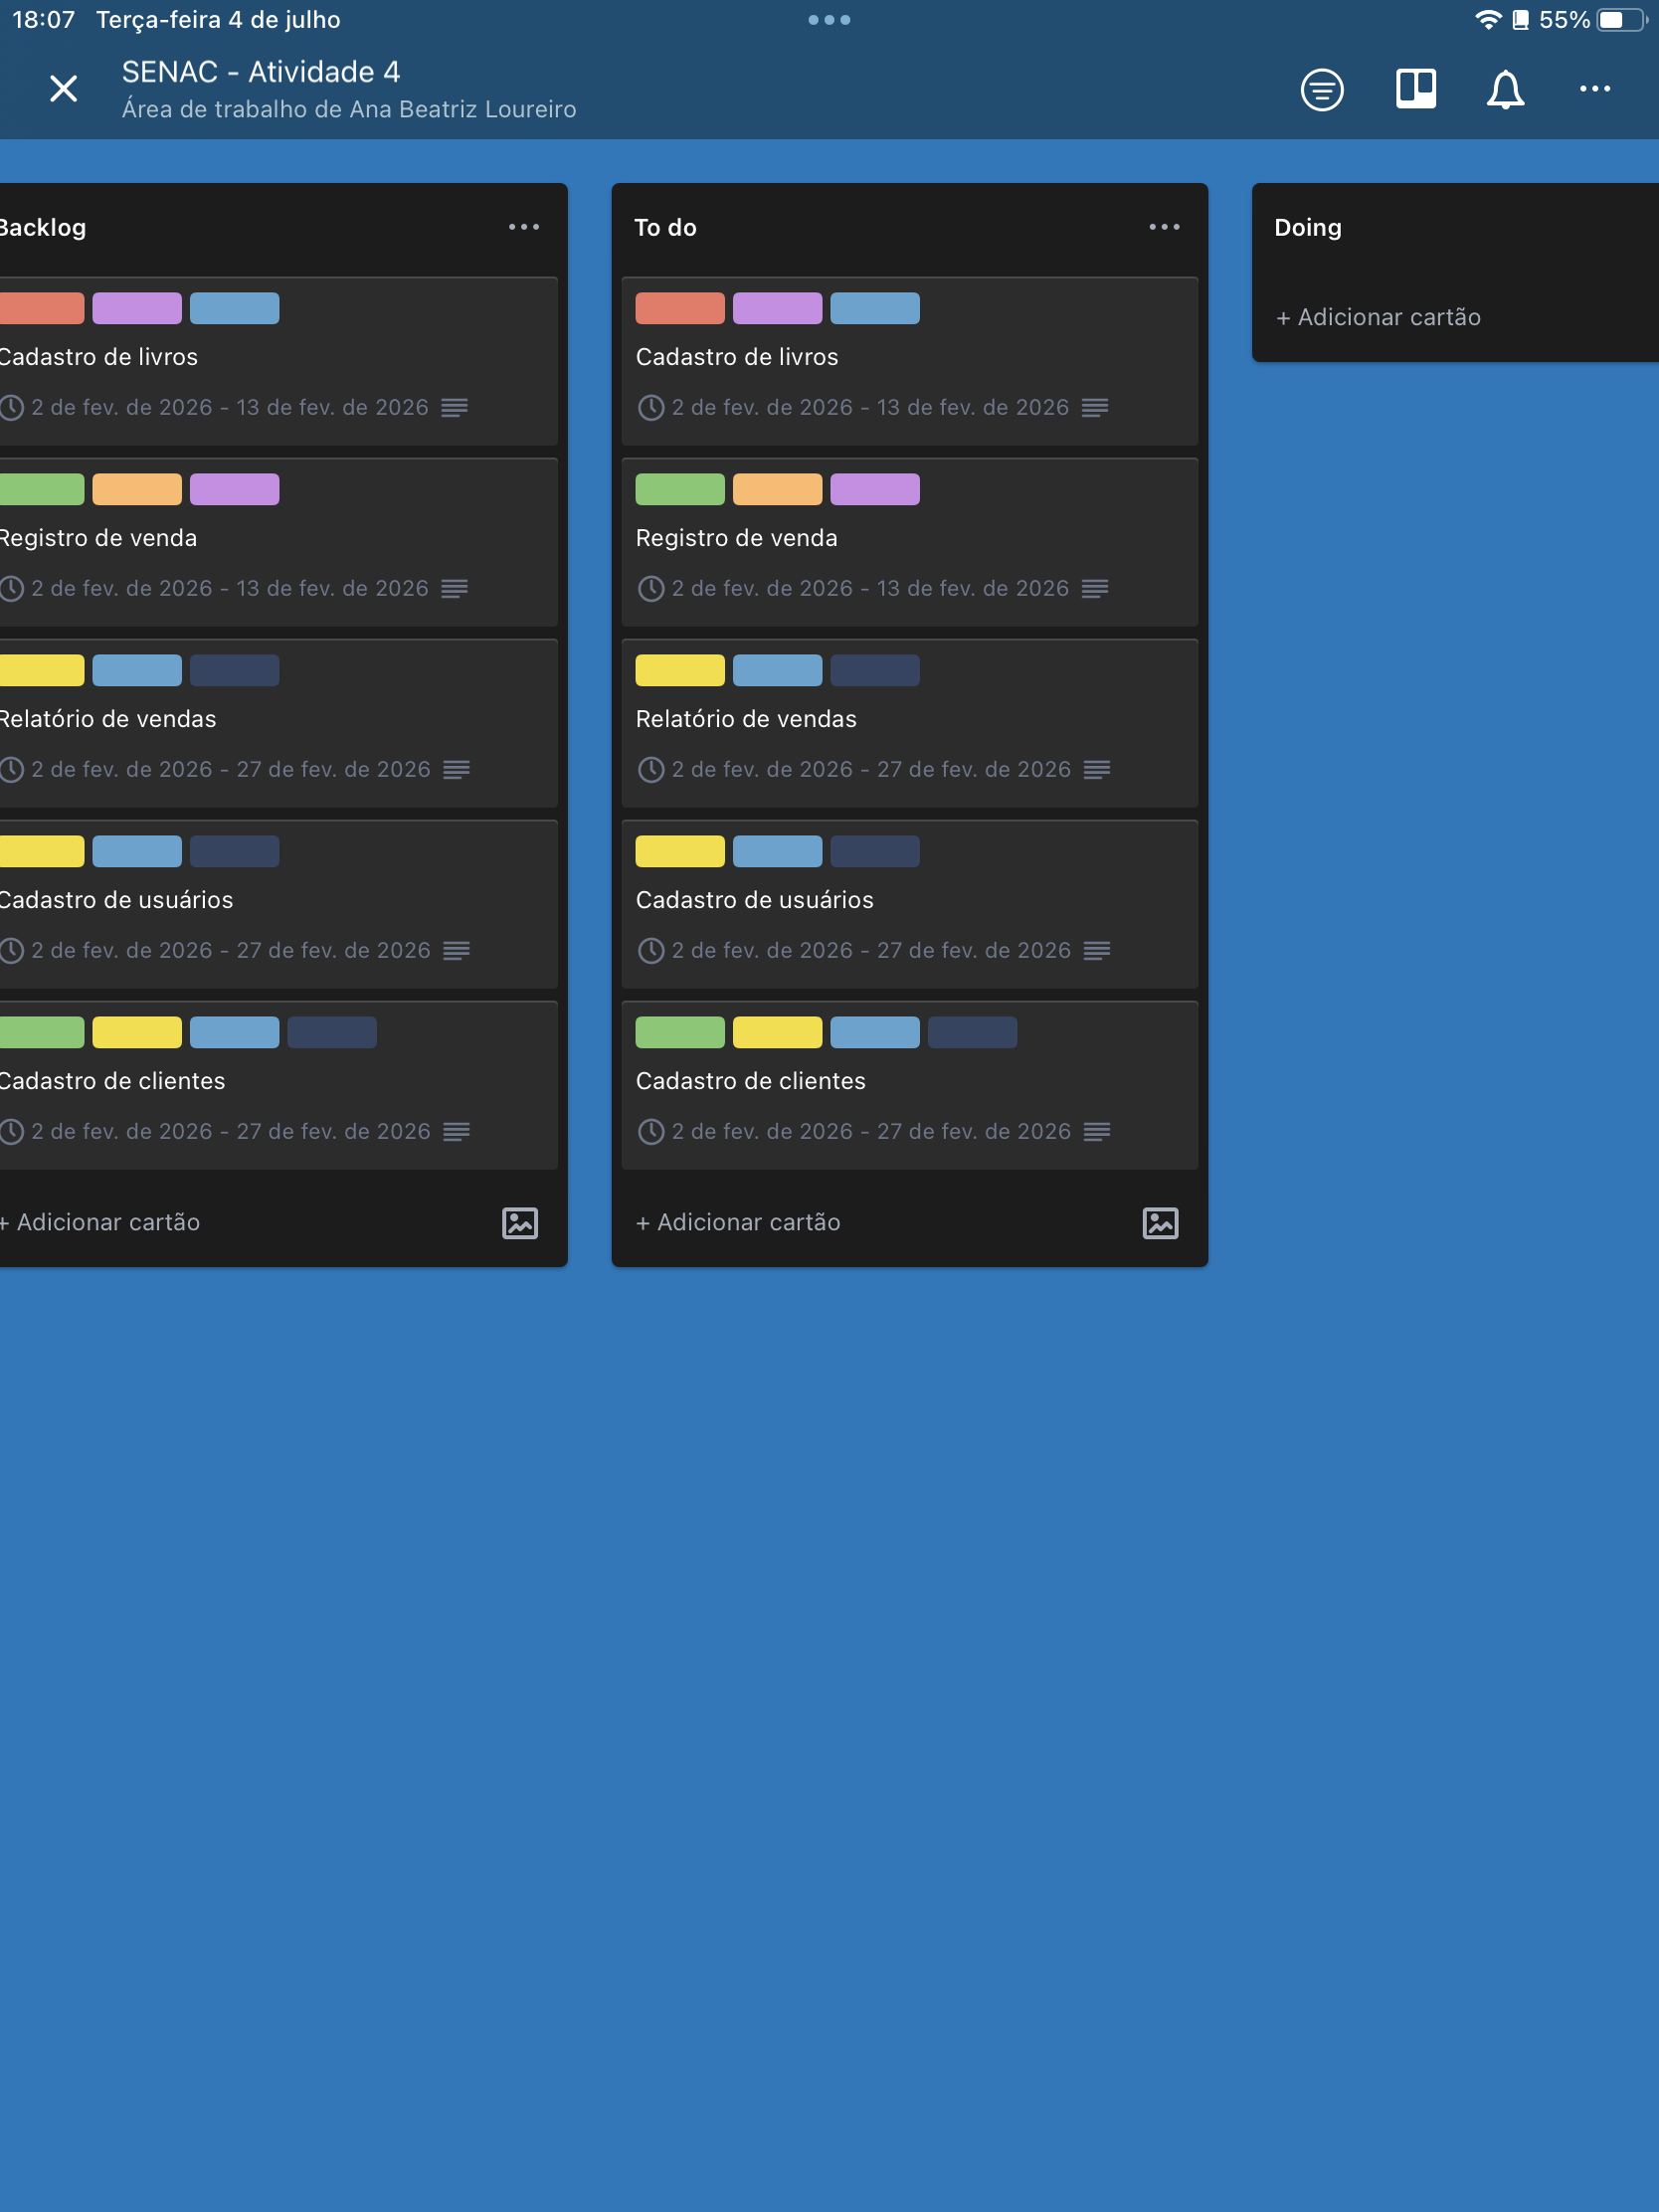 18:07 Terça-feira 4 de julho
55%
SENAC - Atividade 4
Área de trabalho de Ana Beatriz Loureiro
Backlog
Cadastro de livros
2 de fev. de 2026 - 13 de fev. de 2026
Registro de venda
2 de fev. de 2026 - 13 de fev. de 2026
Relatório de vendas
2 de fev. de 2026 - 27 de fev. de 2026
Cadastro de usuários
2 de fev. de 2026 - 27 de fev. de 2026
Cadastro de clientes
2 de fev. de 2026 - 27 de fev. de 2026
+ Adicionar cartão
To do
Cadastro de livros
2 de fev. de 2026 - 13 de fev. de 2026
Registro de venda
2 de fev. de 2026 - 13 de fev. de 2026
Relatório de vendas
2 de fev. de 2026 - 27 de fev. de 2026
Cadastro de usuários
2 de fev. de 2026 - 27 de fev. de 2026
Cadastro de clientes
2 de fev. de 2026 - 27 de fev. de 2026
+ Adicionar cartão
Doing
+ Adicionar cartão